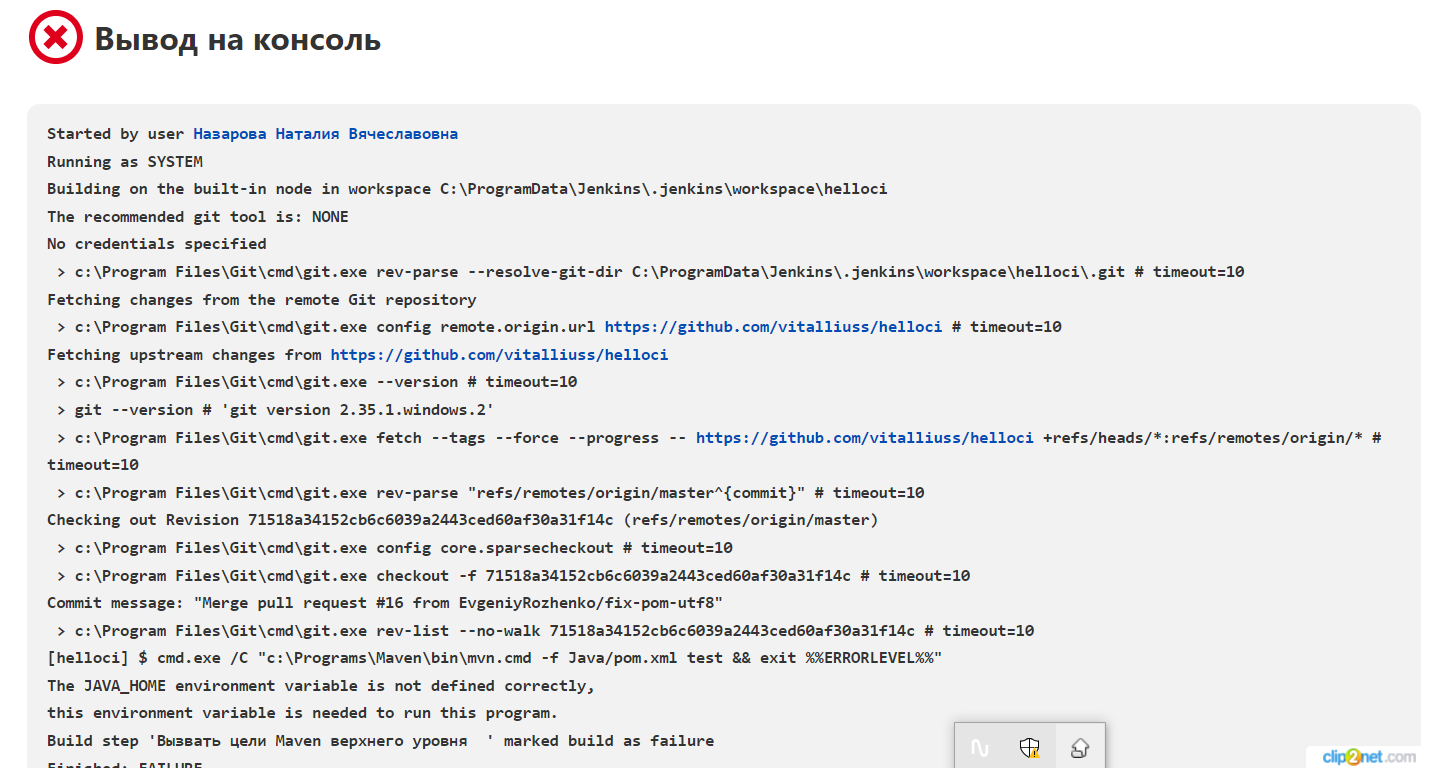 Вывод на консоль
Started by user Назарова Наталия Вячеславовна
Running as SYSTEM
Building on the built-in node in workspace C:\ProgramData\Jenkins\.jenkins\workspace\helloci
The recommended git tool is: NONE
No credentials specified
 > c:\Program Files\Git\cmd\git.exe rev-parse --resolve-git-dir C:\ProgramData\Jenkins\.jenkins\workspace\helloci\.git # timeout=10
Fetching changes from the remote Git repository
 > c:\Program Files\Git\cmd\git.exe config remote.origin.url https://github.com/vitalliuss/helloci # timeout=10
Fetching upstream changes from https://github.com/vitalliuss/helloci
 > c:\Program Files\Git\cmd\git.exe --version # timeout=10
 > git --version # 'git version 2.35.1.windows.2'
 > c:\Program Files\Git\cmd\git.exe fetch --tags --force --progress -- https://github.com/vitalliuss/helloci +refs/heads/*:refs/remotes/origin/* #
timeout=10
 > c:\Program Files\Git\cmd\git.exe rev-parse "refs/remotes/origin/master^{commit}" # timeout=10
Checking out Revision 71518a34152cb6c6039a2443ced60af30a31f14c (refs/remotes/origin/master)
 > c:\Program Files\Git\cmd\git.exe config core.sparsecheckout # timeout=10
 > c:\Program Files\Git\cmd\git.exe checkout -f 71518a34152cb6c6039a2443ced60af30a31f14c # timeout=10
Commit message: "Merge pull request #16 from EvgeniyRozhenko/fix-pom-utf8"
 > c:\Program Files\Git\cmd\git.exe rev-list --no-walk 71518a34152cb6c6039a2443ced60af30a31f14c # timeout=10
[helloci] $ cmd.exe /C "c:\Programs\Maven\bin\mvn.cmd -f Java/pom.xml test && exit %%ERRORLEVEL%%"
The JAVA_HOME environment variable is not defined correctly,
this environment variable is needed to run this program.
Build step 'Вызвать цели Maven верхнего уровня  ' marked build as failure
Finished: FAILURE
clip2net.com